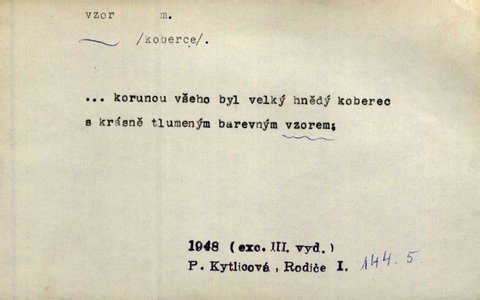 vzor m.
/koberce/.
... korunou všeho byl velký hnědý koberec
s krásně tlumeným barevným vzorem;
1948 (exc. III. vyd.)
P. Kytlicová, Rodiče I. 144. 5.